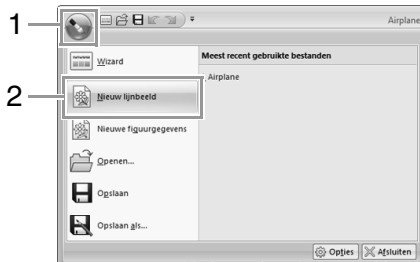 1
Airplane
Wizard
Meest recent gebruikte bestanden
Airplane
2
Nieuw lijnbeeld
Nieuwe figuurgegevens
Openen...
Opslaan
Opslaan als...
Opties
Afsluiten